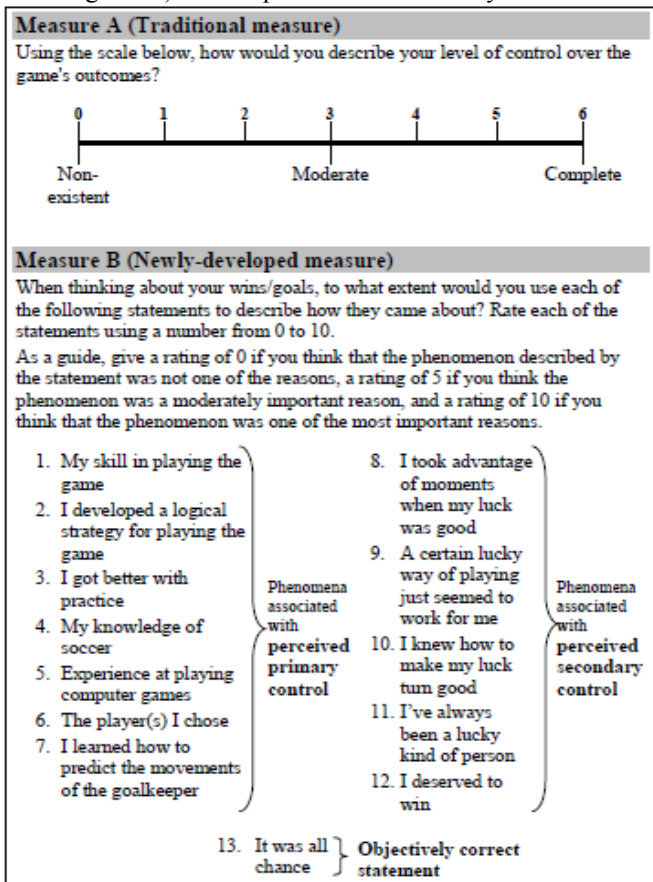 Measure A (Traditional measure)
Using the scale below, how would you describe your level of control over the
game's outcomes?
0 1 2 3 4 5 6
Non-
existent
Moderate
Complete
Measure B (Newly-developed measure)
When thinking about your wins/goals, to what extent would you use each of
the following statements to describe how they came about? Rate each of the
statements using a number from 0 to 10.
As a guide, give a rating of 0 if you think that the phenomenon described by
the statement was not one of the reasons, a rating of 5 if you think the
phenomenon was a moderately important reason, and a rating of 10 if you
think that the phenomenon was one of the most important reasons.
1. My skill in playing the
game
2. I developed a logical
strategy for playing the
game
3. I got better with
practice
4. My knowledge of
soccer
5. Experience at playing
computer games
6. The player(s) I chose
7. I learned how to
predict the movements
of the goalkeeper
Phenomena
associated
with
perceived
primary
control
8. I took advantage
of moments
when my luck
was good
9. A certain lucky
way of playing
just seemed to
work for me
10. I knew how to
make my luck
turn good
11. I've always
been a lucky
kind of person
12. I deserved to
win
Phenomena
associated
with
perceived
secondary
control
13. It was all
chance
Objectively correct
statement